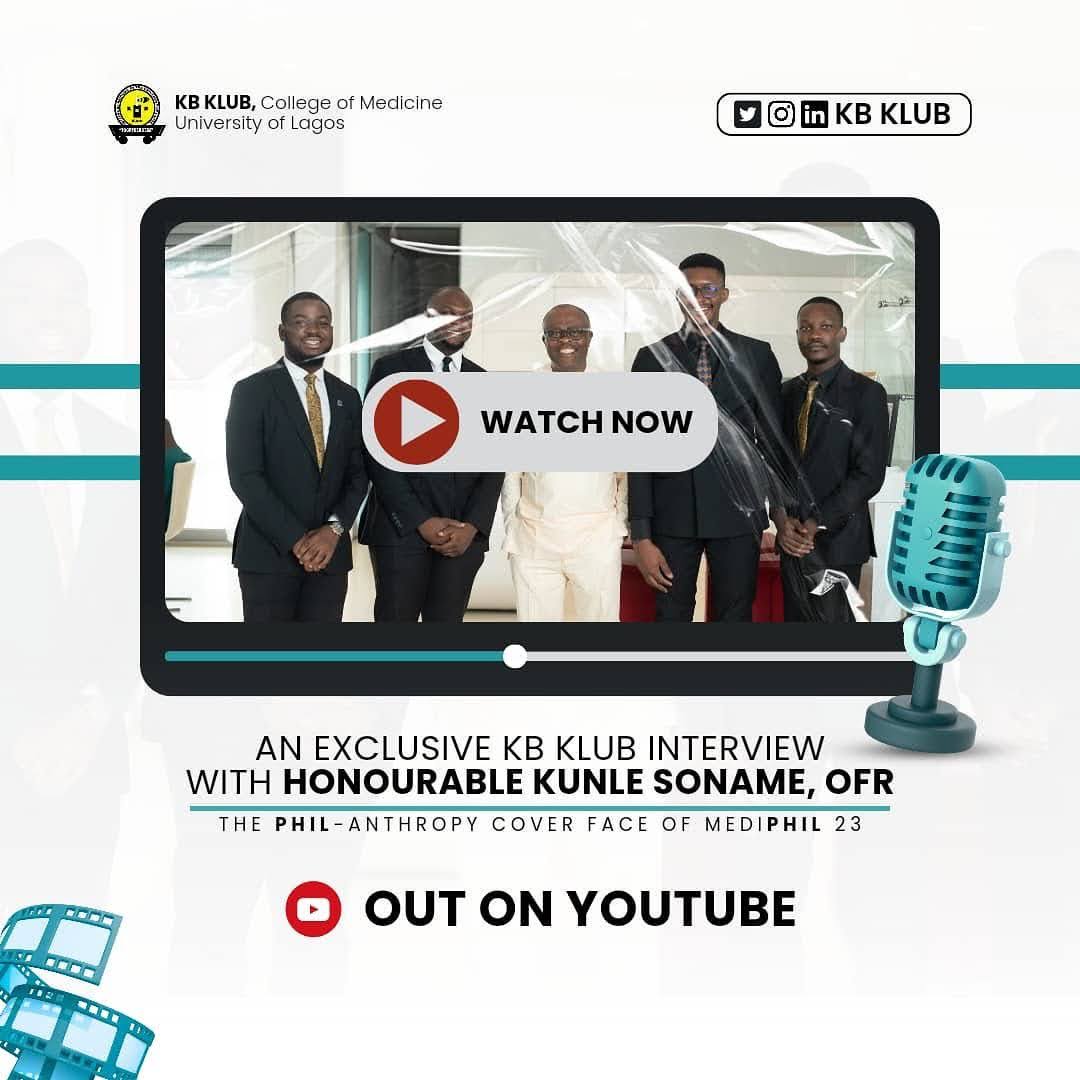 KB KLUB, College of Medicine
University of Lagos
KB KLUB
WATCH NOW
AN EXCLUSIVE KB KLUB INTERVIEW
WITH HONOURABLE KUNLE SONAME, OFR
THE PHIL-ANTHROPY COVER FACE OF MEDIPHIL 23
OUT ON YOUTUBE